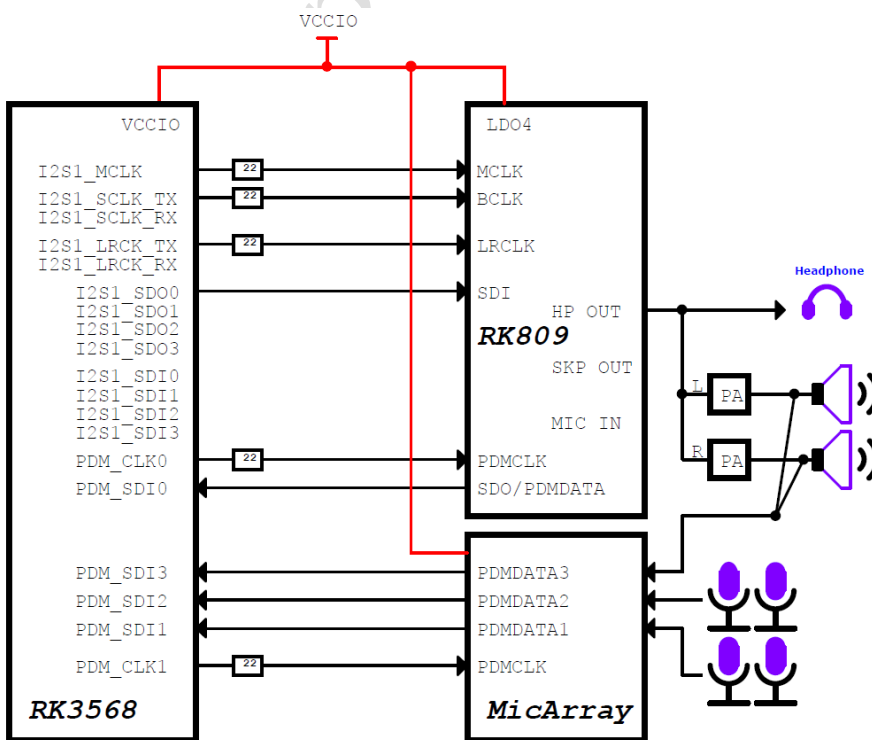 VCCIO
VCCIO
I2S1_MCLK
I2S1_SCLK_TX
I2S1_SCLK_RX
I2S1_LRCK_TX
I2S1_LRCK_RX
I2S1_SDO0
I2S1_SDO1
I2S1_SDO2
I2S1_SDO3
I2S1_SDI0
I2S1_SDI1
I2S1_SDI2
I2S1_SDI3
PDM_CLK0
PDM_SDI0
PDM_SDI3
PDM_SDI2
PDM_SDI1
PDM_CLK1
RK3568
22
22
22
22
22
LDO4
MCLK
BCLK
LRCLK
SDI
HP OUT
RK809
SKP OUT
MIC IN
PDMCLK
SDO/PDMDATA
PDMDATA3
PDMDATA2
PDMDATA1
PDMCLK
MicArray
Headphone
L
PA
R
PA